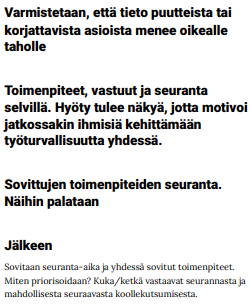 Varmistetaan, että tieto puutteista tai
korjattavista asioista menee oikealle
taholle
Toimenpiteet, vastuut ja seuranta
selvillä. Hyöty tulee näkyä, jotta motivoi
jatkossakin ihmisiä kehittämään
työturvallisuutta yhdessä.
Sovittujen toimenpiteiden seuranta.
Näihin palataan
Jälkeen
Sovitaan seuranta-aika ja yhdessä sovitut toimenpiteet.
Miten priorisoidaan? Kuka/ketkä vastaavat seurannasta ja
mahdollisesta seuraavasta koollekutsumisesta.